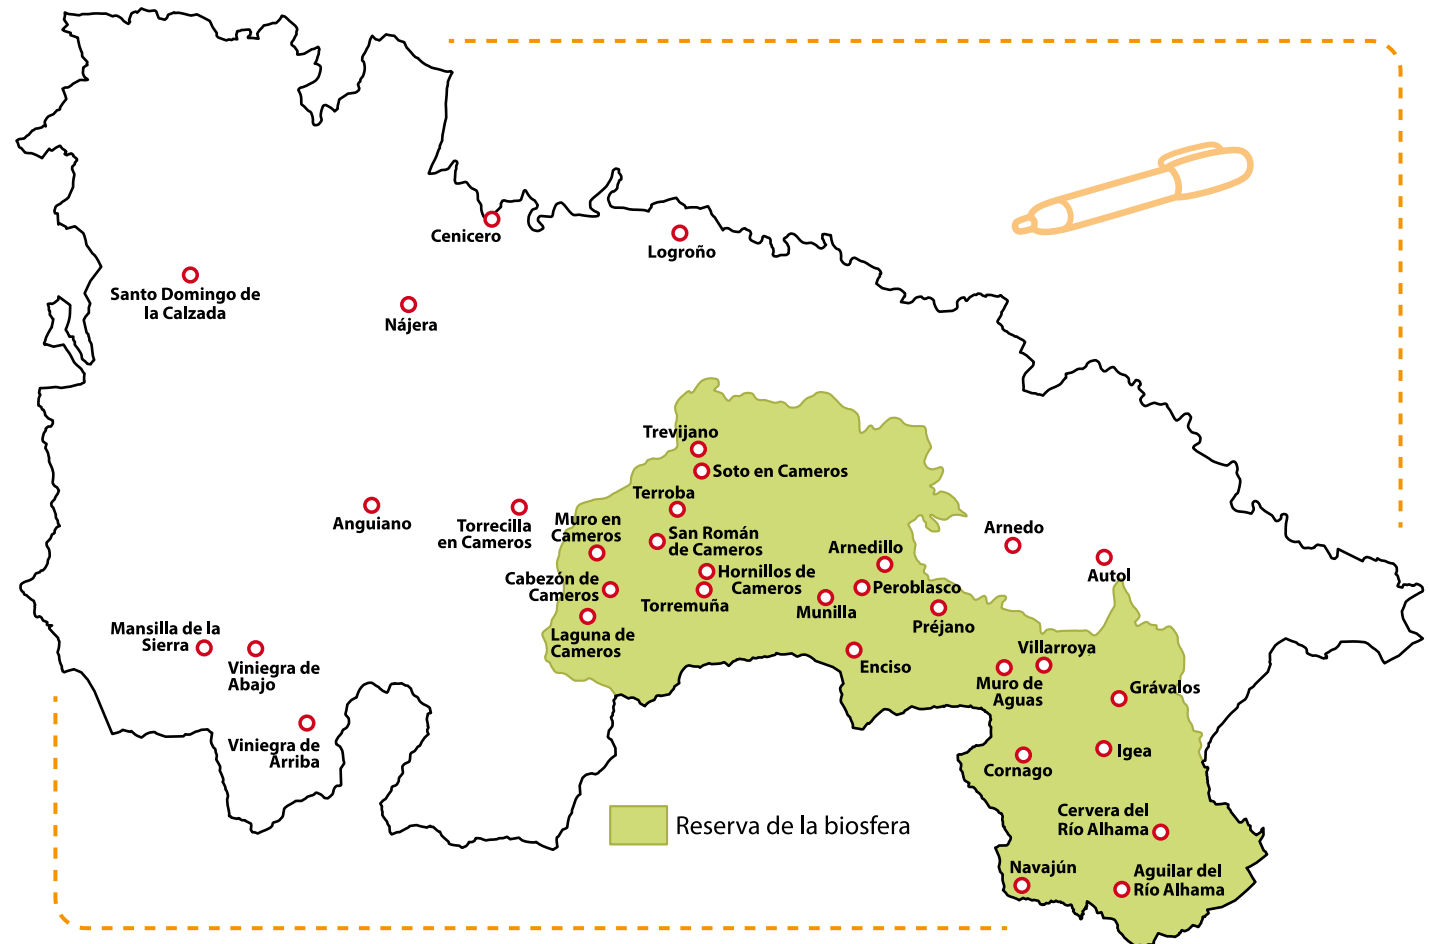 Cenicero
Logroño
Santo Domingo de
la Calzada
Nájera
Trevijano
Soto en Cameros
Terroba
Anguiano
Torrecilla
en Cameros
Muro en
Cameros
San Román
de Cameros
Arnedo
Arnedillo
Autol
Hornillos de
Cameros
Cabezón de
Cameros
Peroblasco
Torremuña
Munilla
Préjano
Laguna de
Cameros
Mansilla de la
Sierra
Viniegra de
Abajo
Enciso
Villarroya
Muro de
Aguas
Grávalos
Viniegra de
Arriba
Igea
Cornago
Reserva de la biosfera
Cervera del
Río Alhama
Navajún
Aguilar del
Río Alhama